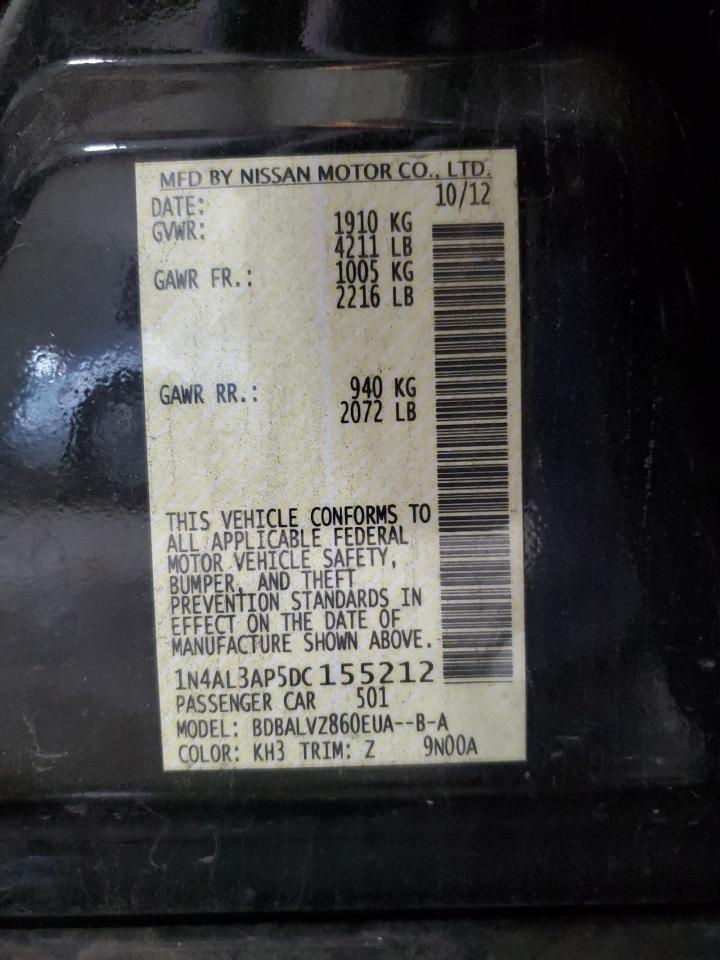 MFD BY NISSAN MOTOR CO., LTD.
DATE: 10/12
GVWR: 1910 KG
4211 LB
GAWR FR.: 1005 KG
2216 LB
GAWR RR.: 940 KG
2072 LB
THIS VEHICLE CONFORMS TO
ALL APPLICABLE FEDERAL
MOTOR VEHICLE SAFETY,
BUMPER, AND THEFT
PREVENTION STANDARDS IN
EFFECT ON THE DATE OF
MANUFACTURE SHOWN ABOVE.
1N4AL3AP5DC155212
PASSENGER CAR 501
MODEL: BDBALVZ860EUA--B-A
COLOR: KH3 TRIM: Z 9N00A